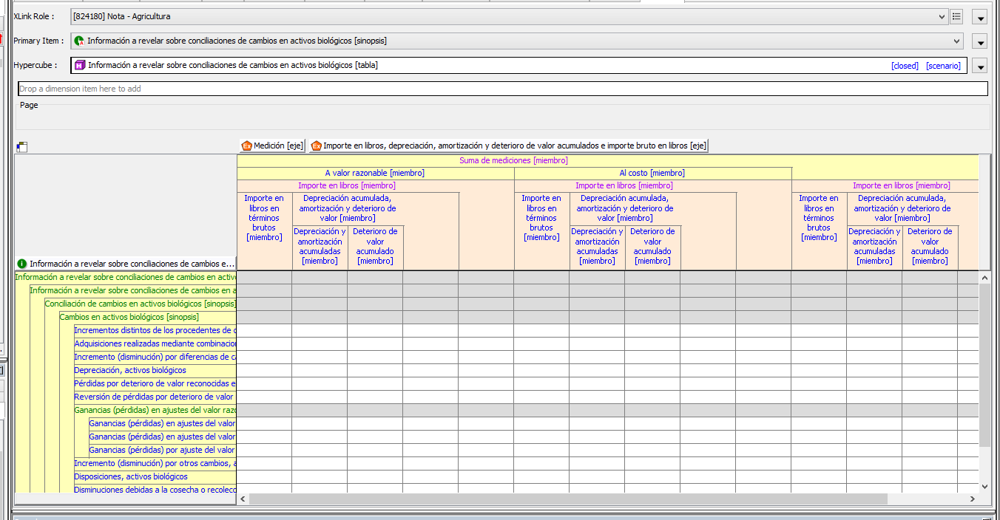 XLink Role :
[824180] Nota - Agricultura
Primary Item :
Información a revelar sobre conciliaciones de cambios en activos biológicos [sinopsis]
Hypercube :
Información a revelar sobre conciliaciones de cambios en activos biológicos [tabla]
[closed] [scenario]
Drop a dimension item here to add
Page
Medición [eje]
Importe en libros, depreciación, amortización y deterioro de valor acumulados e importe bruto en libros [eje]
Suma de mediciones [miembro]
A valor razonable [miembro]
Al costo [miembro]
Importe en libros [miembro]
Importe en libros [miembro]
Importe en libros [miembro]
Importe en
libros en
términos
brutos
[miembro]
Depreciación acumulada,
amortización y deterioro de
valor [miembro]
Depreciación y
amortización
acumuladas
[miembro]
Deterioro de
valor
acumulado
[miembro]
Importe en
libros en
términos
brutos
[miembro]
Depreciación acumulada,
amortización y deterioro de
valor [miembro]
Depreciación y
amortización
acumuladas
[miembro]
Deterioro de
valor
acumulado
[miembro]
Importe en
libros en
términos
brutos
[miembro]
Depreciación acumulada,
amortización y deterioro de
valor [miembro]
Depreciación y
amortización
acumuladas
[miembro]
Deterioro de
valor
acumulado
[miembro]
Información a revelar sobre conciliaciones de cambios e...
Información a revelar sobre conciliaciones de cambios en
Información a revelar sobre conciliaciones de cambios en a
Conciliación de cambios en activos biológicos [sinopsis]
Cambios en activos biológicos [sinopsis]
Incrementos distintos de los procedentes de
Adquisiciones realizadas mediante
Incremento (disminución) por diferencias de
Depreciación, activos biológicos
Pérdidas por deterioro de valor reconocidas e
Reversión de pérdidas por deterioro de valor
Ganancias (pérdidas) en ajustes del valor
Ganancias (pérdidas) en ajustes del valor
Ganancias (pérdidas) en ajustes del valor
Ganancias (pérdidas) por ajuste del valor
Incremento (disminución) por otros cambios, a
Disposiciones, activos biológicos
Disminuciones debidas a la cosecha o